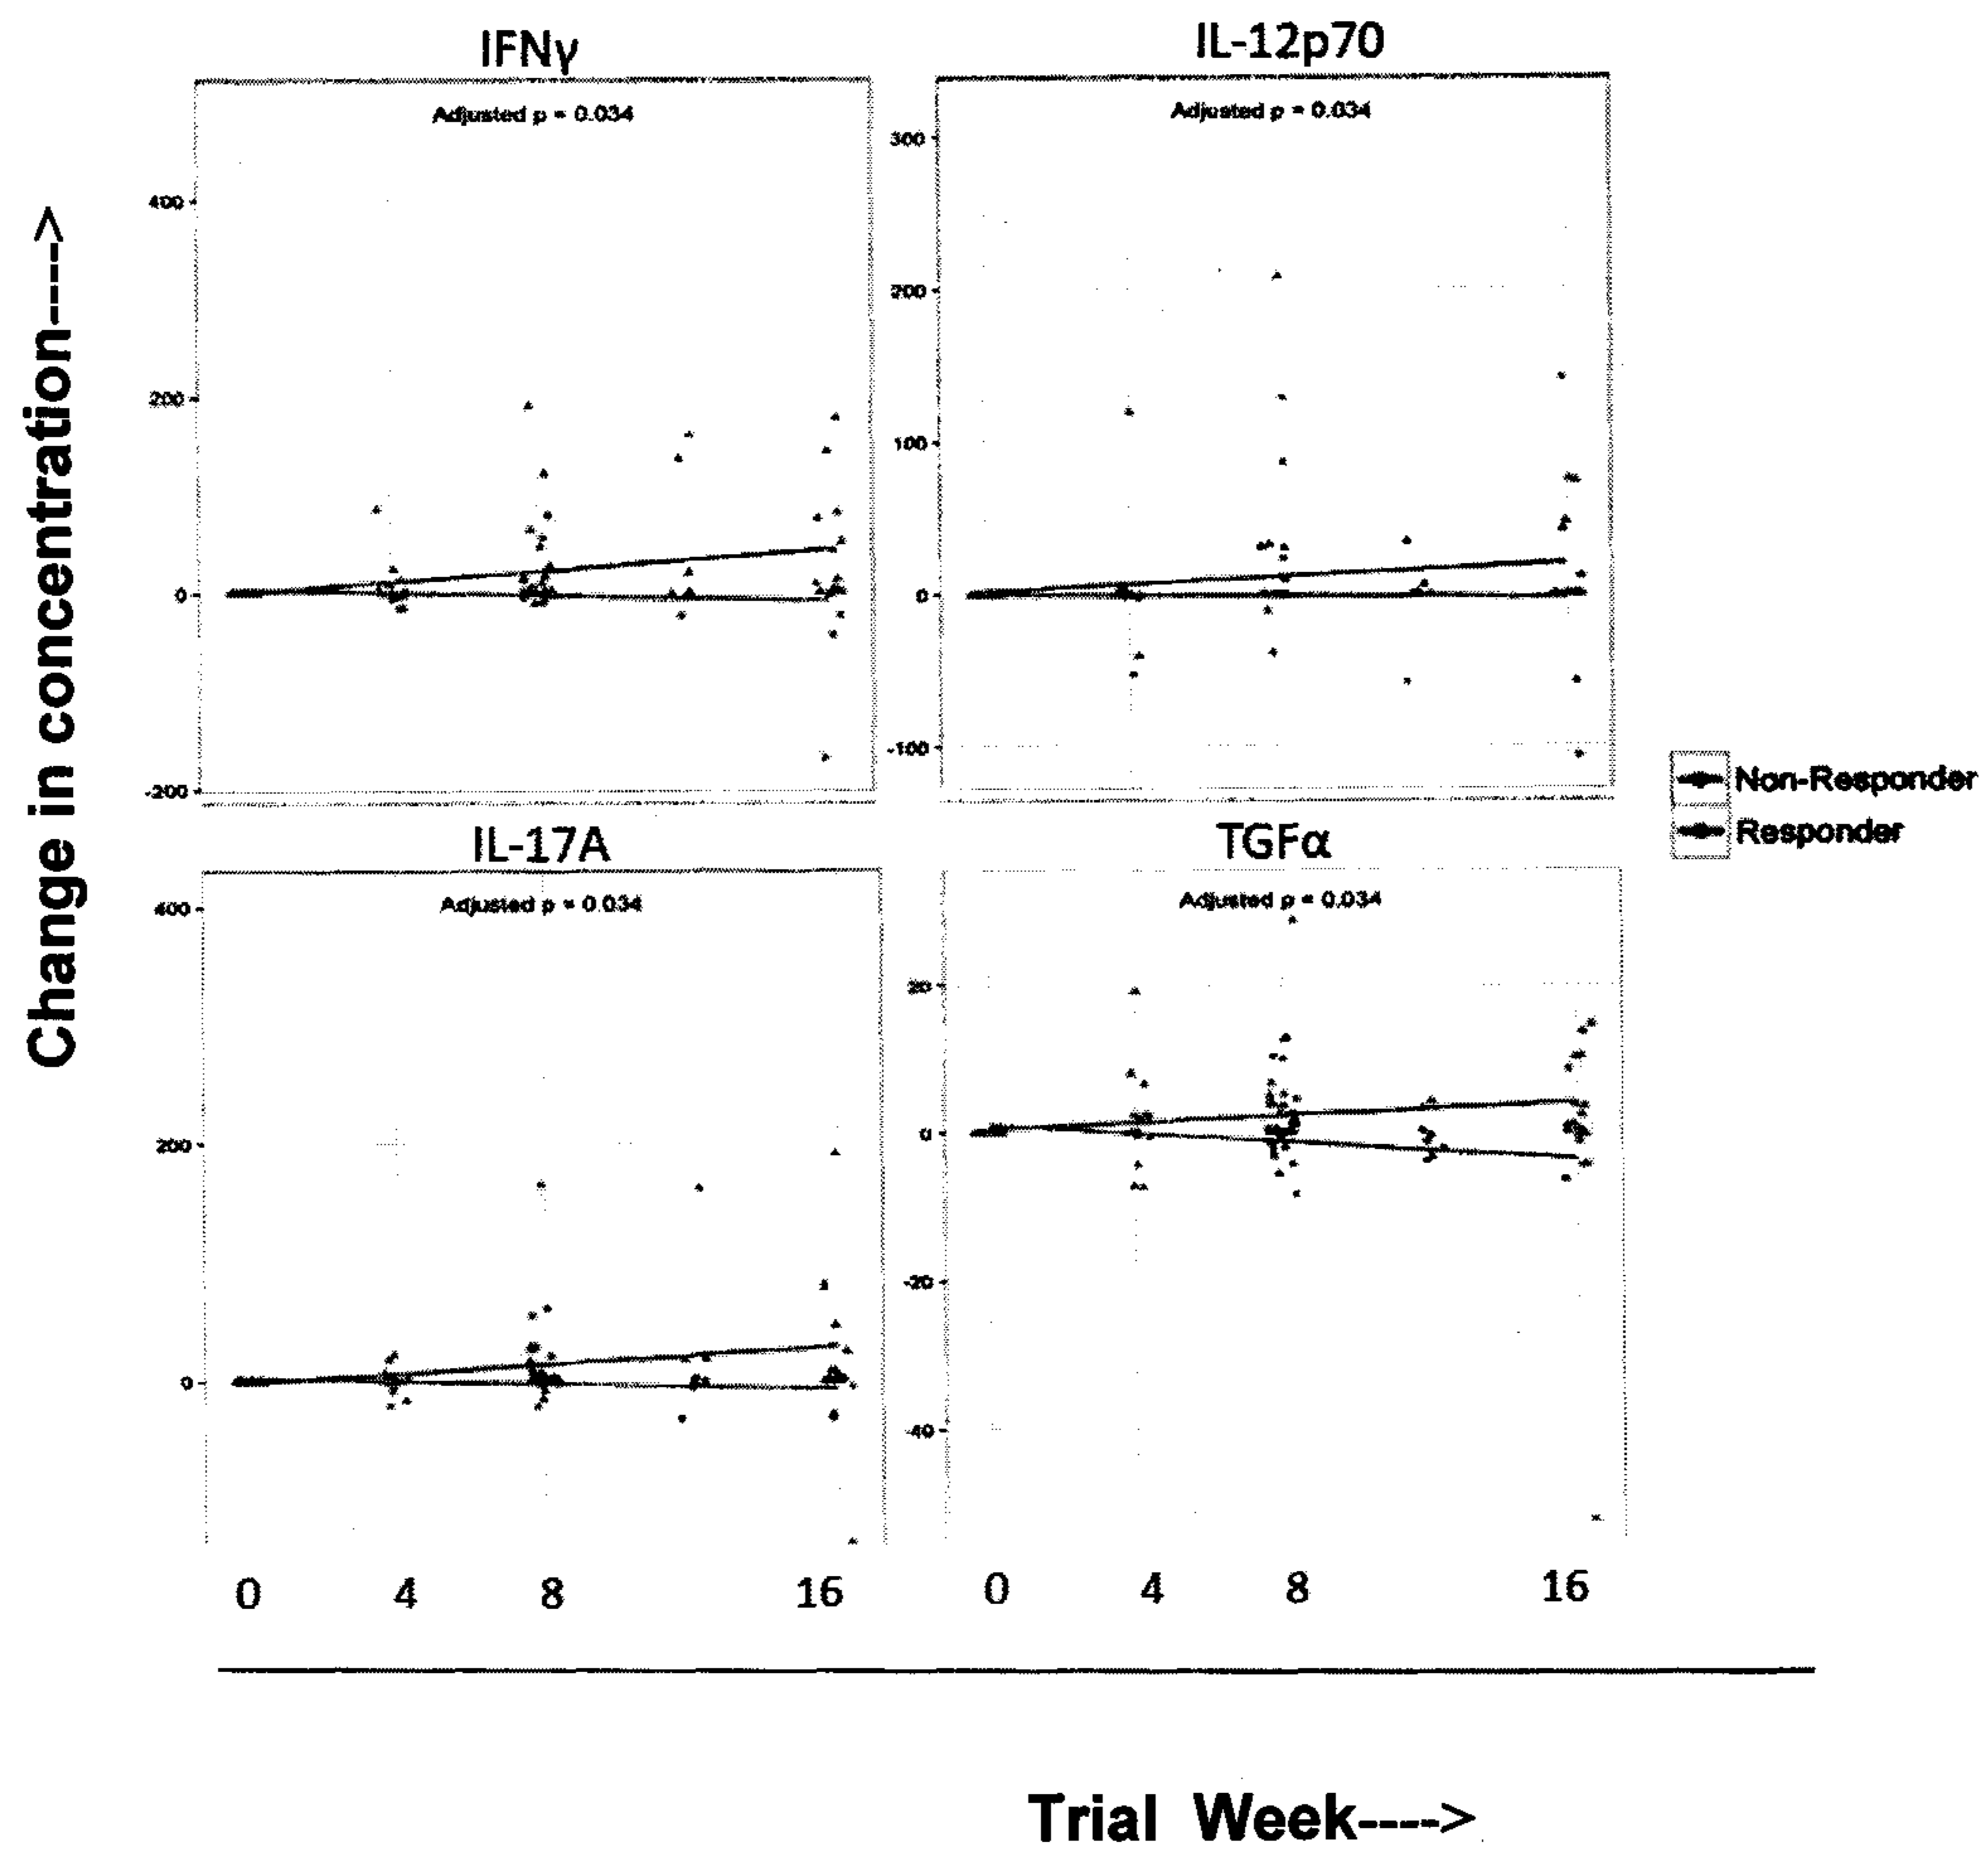 Change in concentration---->
IFNγ
Adjusted p = 0.034
400
200
0
-200
IL-12p70
Adjusted p = 0.034
300
200
100
0
-100
Non-Responder
Responder
IL-17A
Adjusted p = 0.034
400
200
0
TGFα
Adjusted p = 0.034
20
0
-20
-40
0 4 8 16
0 4 8 16
Trial Week---->